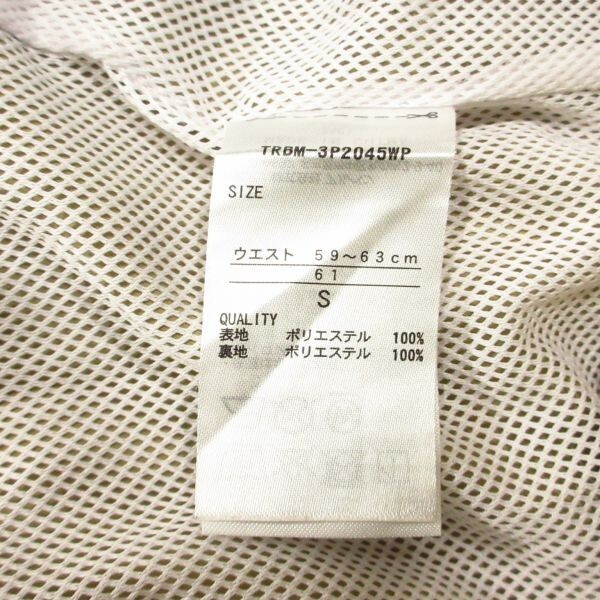 TRBM-3P2045WP
SIZE
ウエスト 59～63cm
61
S
QUALITY
表地 ポリエステル 100%
裏地 ポリエステル 100%